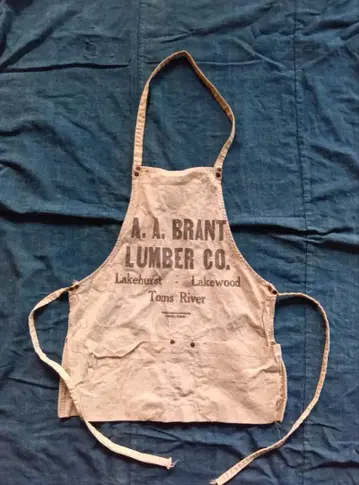 A. A. BRANT
LUMBER CO.
Lakehurst - Lakewood
Toms River